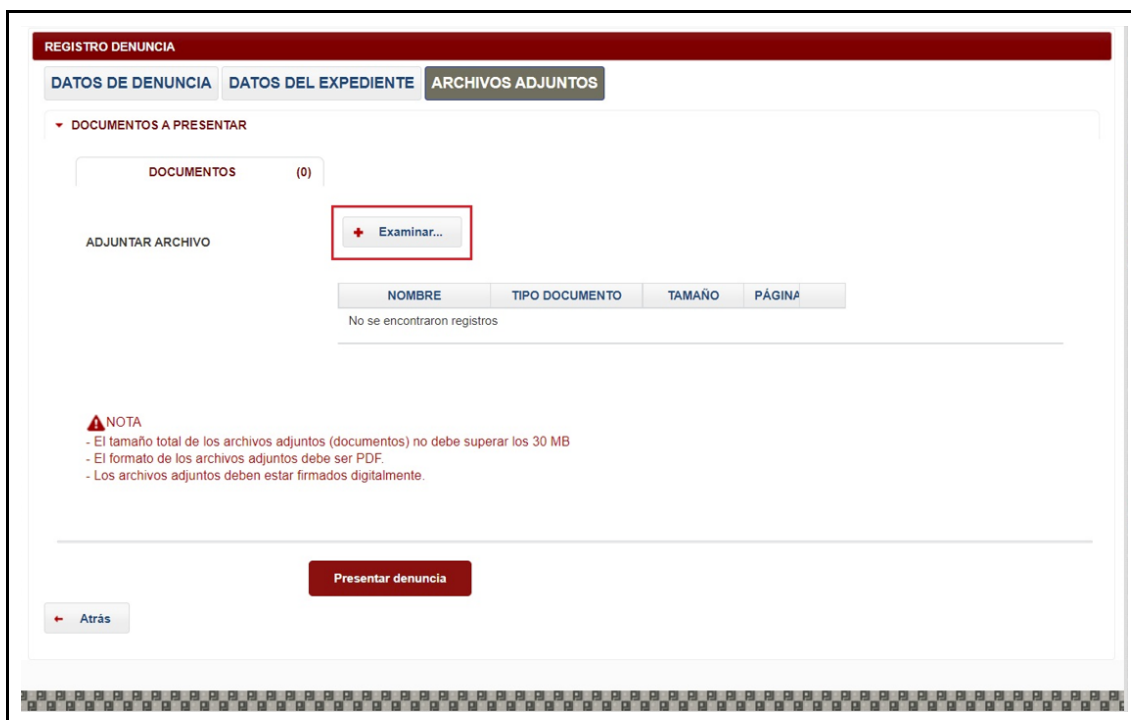 REGISTRO DENUNCIA
DATOS DE DENUNCIA DATOS DEL EXPEDIENTE ARCHIVOS ADJUNTOS
DOCUMENTOS A PRESENTAR
DOCUMENTOS (0)
ADJUNTAR ARCHIVO
Examinar...
NOMBRE TIPO DOCUMENTO TAMAÑO PÁGINA
No se encontraron registros
NOTA
- El tamaño total de los archivos adjuntos (documentos) no debe superar los 30 MB
- El formato de los archivos adjuntos debe ser PDF.
- Los archivos adjuntos deben estar firmados digitalmente.
Presentar denuncia
Atrás